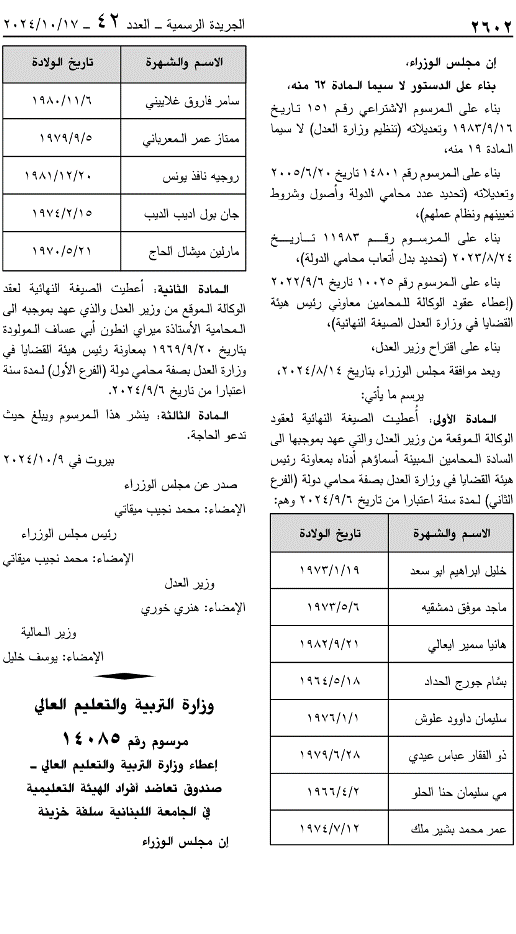 ٢٦٠٢
الجريدة الرسمية ــ العدد ٤٢ ــ ٢٠٢٤/١٠/١٧
إن مجلس الوزراء،
بناء على الدستور لا سيما المادة ٦٢ منه،
بناء على المرسوم الاشتراعي رقم ١٥١ تاريخ
١٩٨٣/٩/١٦ وتعديلاته (تنظيم وزارة العدل) لا سيما
المادة ١٩ منه،
بناء على المرسوم رقم ١٤٨٠١ تاريخ ٢٠٠٥/٦/٢٠
وتعديلاته (تحديد عدد محامي الدولة وأصول وشروط
تعيينهم ونظام عملهم)،
بناء على المرسوم رقم ١١٩٨٣ تاريخ
٢٠٢٣/٨/٢٤ (تحديد بدل أتعاب محامي الدولة)،
بناء على المرسوم رقم ١٠٠٢٥ تاريخ ٢٠٢٢/٩/٦
(إعطاء عقود الوكالة للمحامين معاوني رئيس هيئة
القضايا في وزارة العدل الصيغة النهائية)،
بناء على اقتراح وزير العدل،
وبعد موافقة مجلس الوزراء بتاريخ ٢٠٢٤/٨/١٤،
يرسم ما يأتي:
المادة الأولى: أُعطيت الصيغة النهائية لعقود
الوكالة الموقعة من وزير العدل والتي عهد بموجبها الى
السادة المحامين المبينة أسماؤهم أدناه بمعاونة رئيس
هيئة القضايا في وزارة العدل بصفة محامي دولة (الفرع
الثاني) لمدة سنة اعتبارا من تاريخ ٢٠٢٤/٩/٦ وهم:
الاسم والشهرة تاريخ الولادة
خليل ابراهيم ابو سعد ١٩٧٣/١/١٩
ماجد موفق دمشقيه ١٩٧٣/٥/٦
هانيا سمير ايعالي ١٩٨٢/٩/٢١
بشام جورج الحداد ١٩٦٤/٥/١٨
سليمان داوود علوش ١٩٧٦/١/١
ذو الفقار عباس عيدي ١٩٧٩/٦/٢٨
مي سليمان حنا الحلو ١٩٦٦/٤/٢
عمر محمد بشير ملك ١٩٧٤/٧/١٢
الاسم والشهرة تاريخ الولادة
سامر فاروق غلاييني ١٩٨٠/١١/٦
ممتاز عمر المعرباني ١٩٧٩/٩/٥
روجيه نافذ يونس ١٩٨١/١٢/٢٠
جان بول اديب الديب ١٩٧٤/٢/١٥
مارلين ميشال الحاج ١٩٧٠/٥/٢١
المادة الثانية: أعطيت الصيغة النهائية لعقد
الوكالة الموقع من وزير العدل والذي عهد بموجبه الى
المحامية الأستاذة ميراي انطون أبي عساف المولودة
بتاريخ ١٩٦٩/٩/٢٠ بمعاونة رئيس هيئة القضايا في
وزارة العدل بصفة محامي دولة (الفرع الأول) لمدة سنة
اعتبارا من تاريخ ٢٠٢٤/٩/٦.
المادة الثالثة: ينشر هذا المرسوم ويبلغ حيث
تدعو الحاجة.
بيروت في ٢٠٢٤/١٠/٩
صدر عن مجلس الوزراء
الإمضاء: محمد نجيب ميقاتي
رئيس مجلس الوزراء
الإمضاء: محمد نجيب ميقاتي
وزير العدل
الإمضاء: هنري خوري
وزير المالية
الإمضاء: يوسف خليل
وزارة التربية والتعليم العالي
مرسوم رقم ١٤٠٨٥
إعطاء وزارة التربية والتعليم العالي ــ
صندوق تعاضد أفراد الهيئة التعليمية
في الجامعة اللبنانية سلفة خزينة
إن مجلس الوزراء